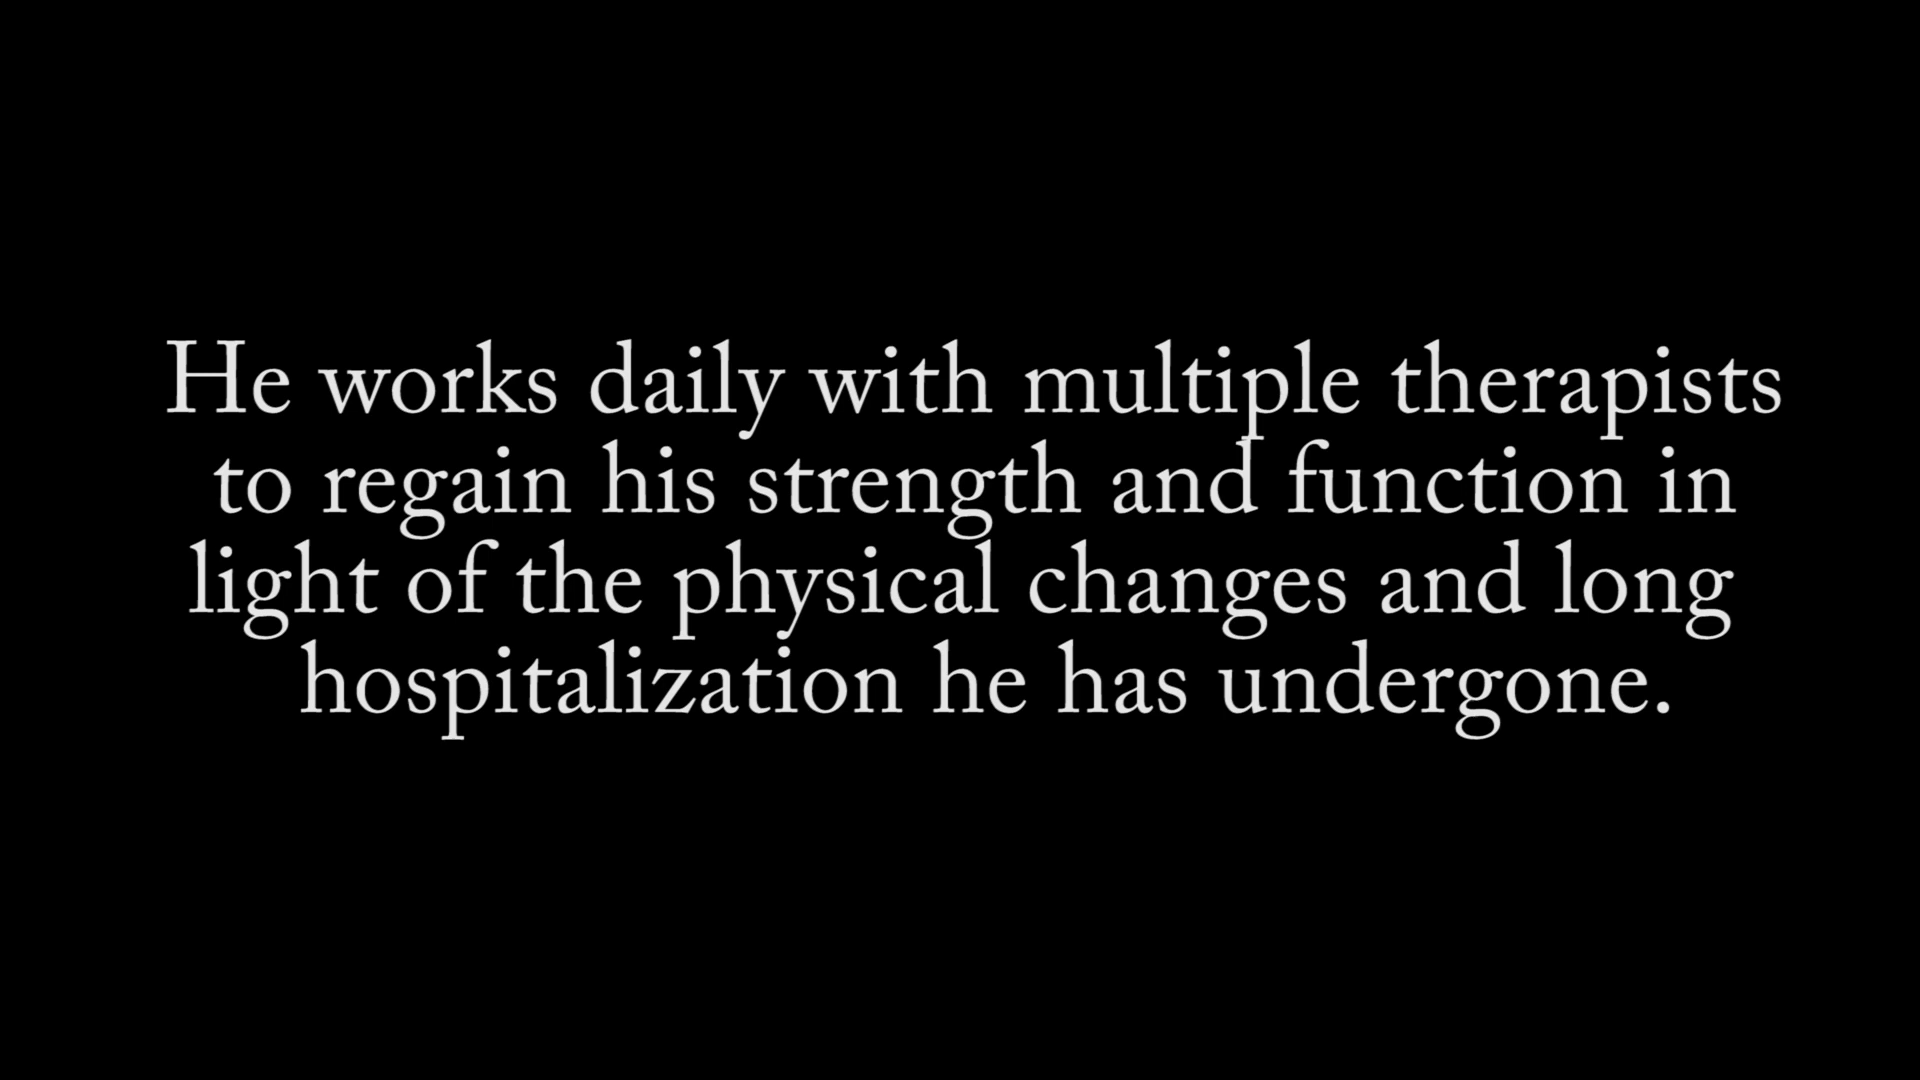 He works daily with multiple therapists
to regain his strength and function in
light of the physical changes and long
hospitalization he has undergone.